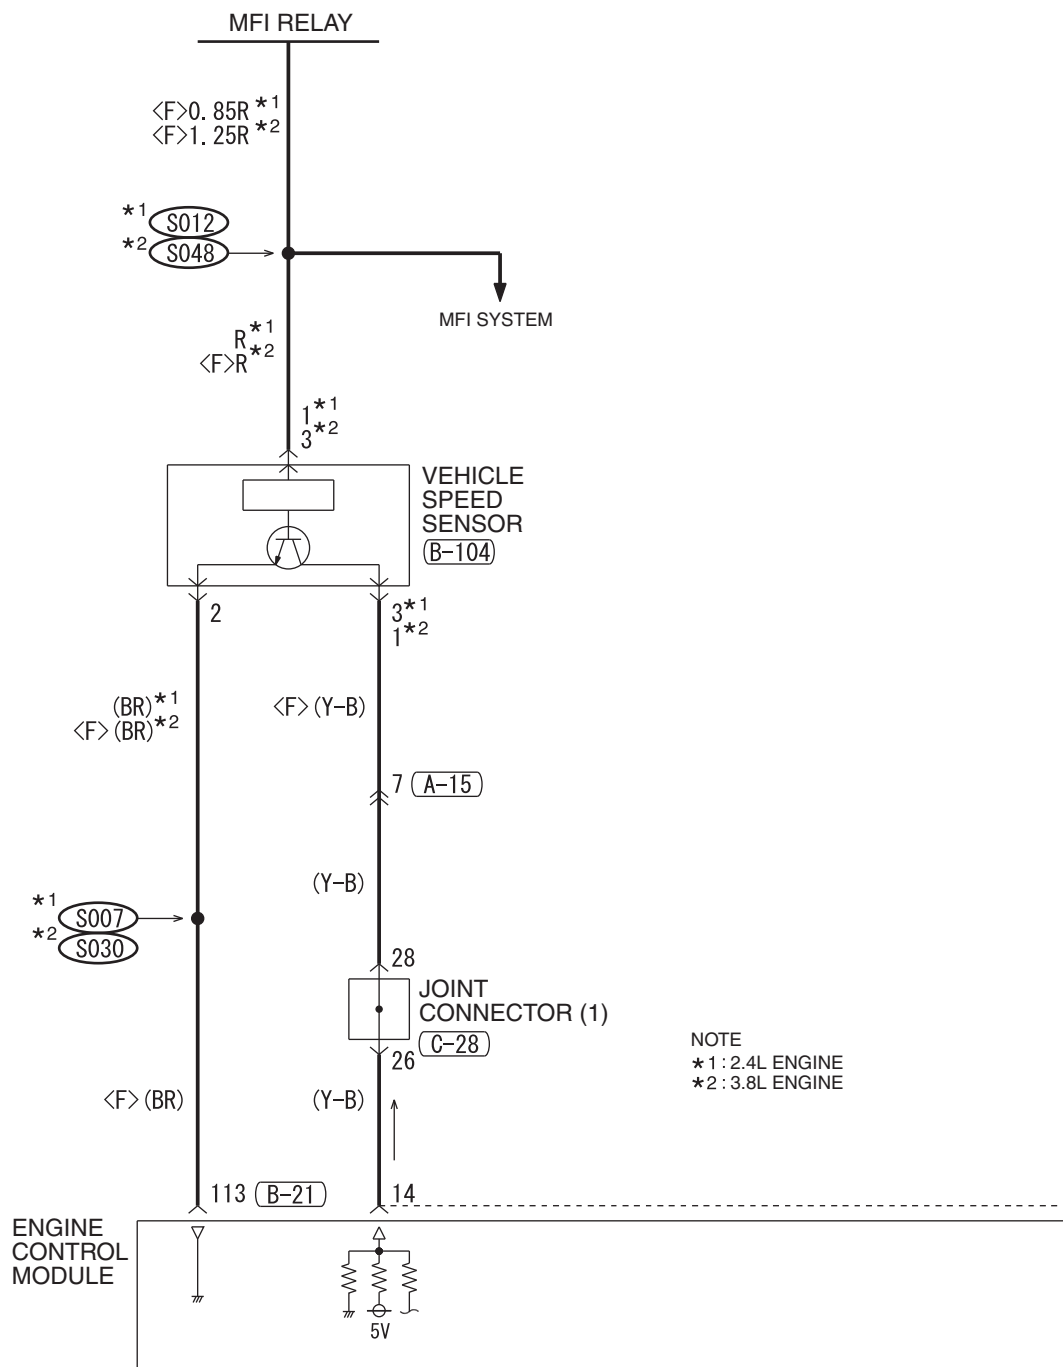 MFI RELAY
<F>0.85R *1
<F>1.25R *2
*1 S012
*2 S048
MFI SYSTEM
R *1
<F>R *2
1 *1
3 *2
VEHICLE
SPEED
SENSOR
B-104
2
3 *1
1 *2
(BR) *1
<F>(BR) *2
<F>(Y-B)
7 A-15
(Y-B)
*1 S007
*2 S030
28
JOINT
CONNECTOR (1)
C-28
26
NOTE
*1 : 2.4L ENGINE
*2 : 3.8L ENGINE
<F>(BR)
(Y-B)
113 B-21
14
ENGINE
CONTROL
MODULE
5V